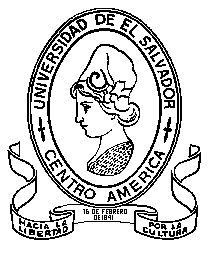 UNIVERSIDAD DE EL SALVADOR
CENTRO AMERICA
16 DE FEBRERO
DE 1841
HACIA LA
LIBERTAD
POR LA
CULTURA